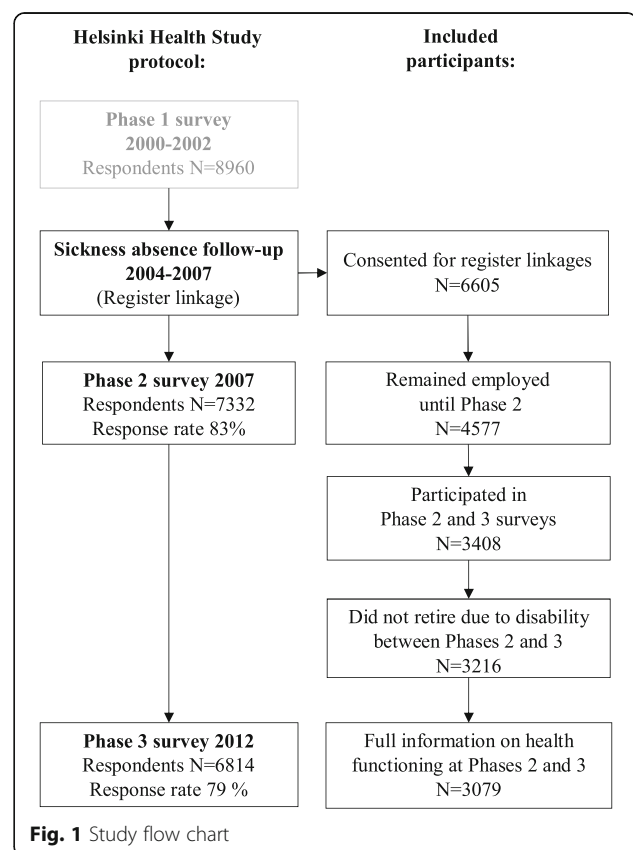 Helsinki Health Study
protocol:
Included
participants:
Phase 1 survey
2000-2002
Respondents N=8960
Sickness absence follow-up
2004-2007
(Register linkage)
Consented for register linkages
N=6605
Phase 2 survey 2007
Respondents N=7332
Response rate 83%
Remained employed
until Phase 2
N=4577
Participated in
Phase 2 and 3 surveys
N=3408
Did not retire due to disability
between Phases 2 and 3
N=3216
Phase 3 survey 2012
Respondents N=6814
Response rate 79 %
Full information on health
functioning at Phases 2 and 3
N=3079
Fig. 1 Study flow chart